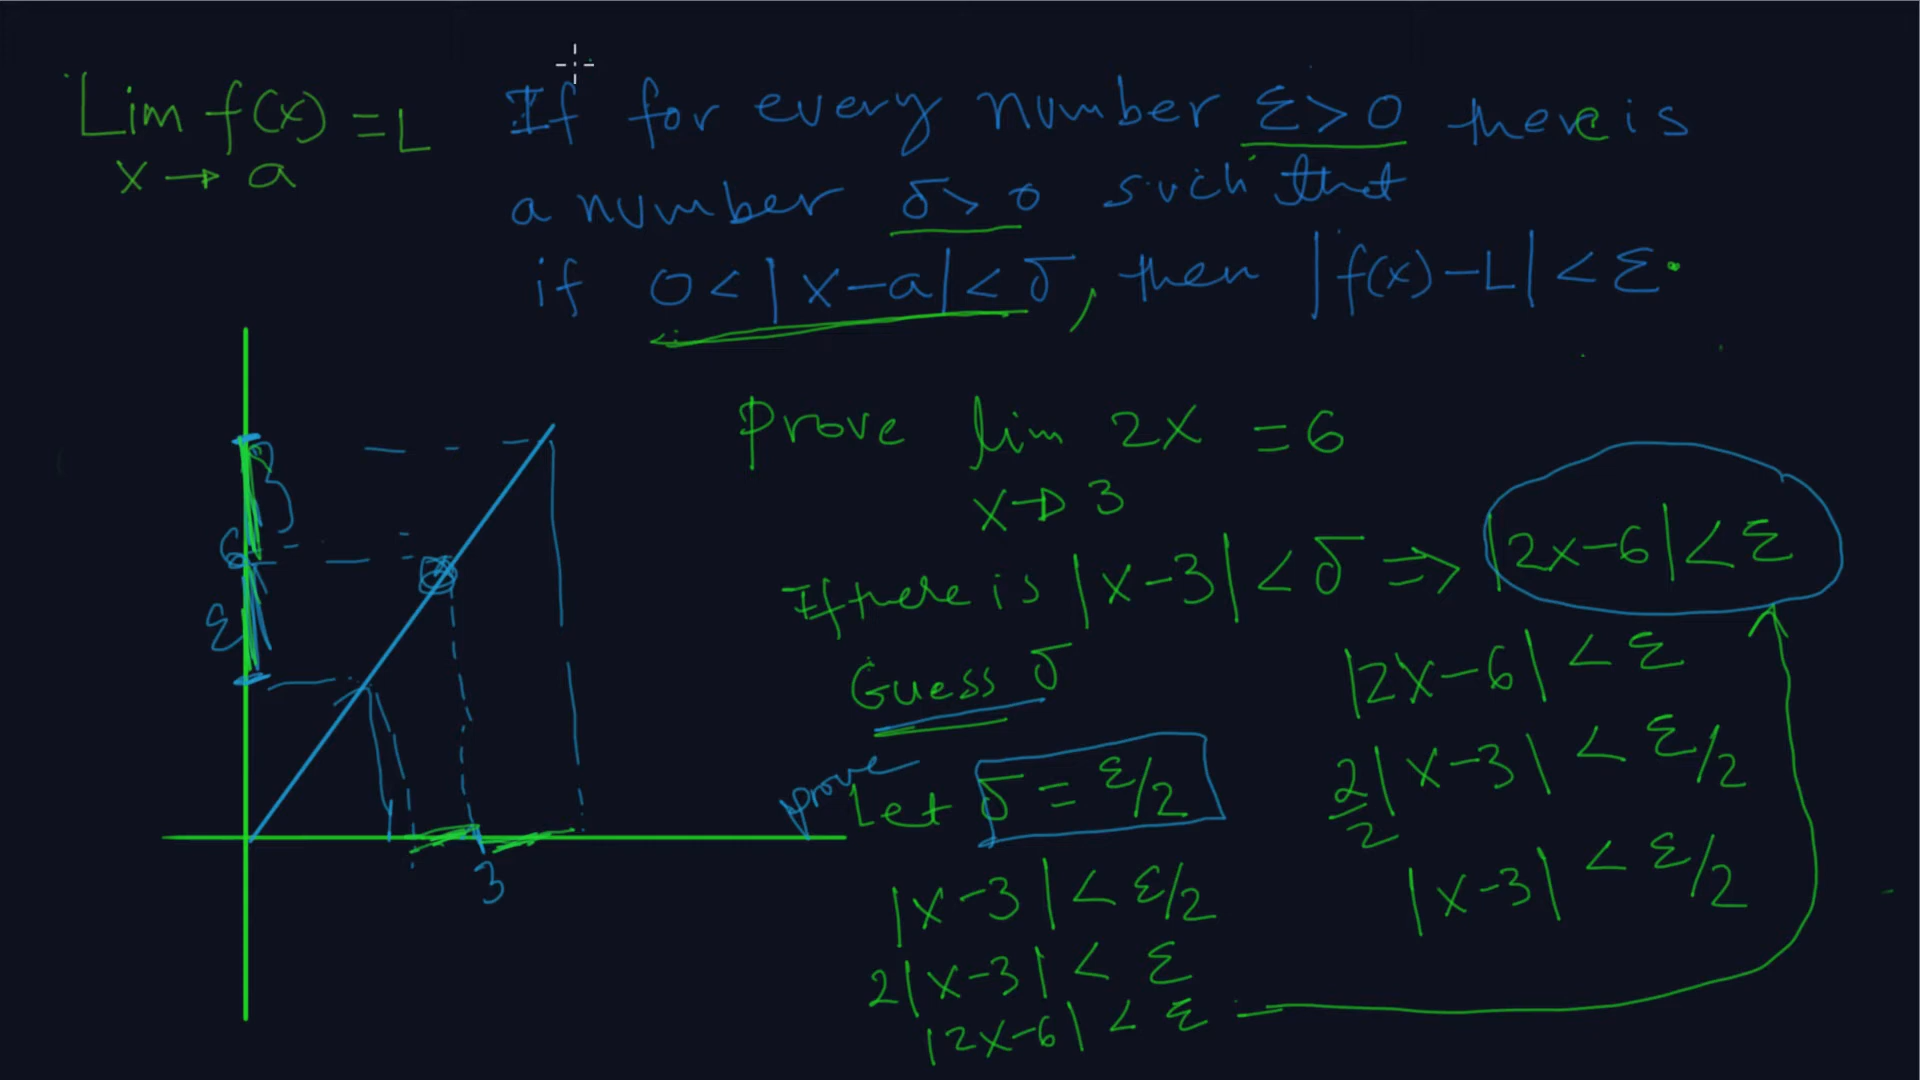 Lim f(x) = L
x → a
If for every number Ɛ > 0 there is
a number δ > 0 such that
if 0 < |x - a| < δ, then |f(x) - L| < Ɛ.
Prove lim 2x = 6
x → 3
If there is |x - 3| < δ ⇒ |2x - 6| < Ɛ
Guess δ
|2x - 6| < Ɛ
prove
Let δ = Ɛ/2
2/2 |x - 3| < Ɛ/2
|x - 3| < Ɛ/2
|x - 3| < Ɛ/2
2|x - 3| < Ɛ
|2x - 6| < Ɛ
6
Ɛ
3